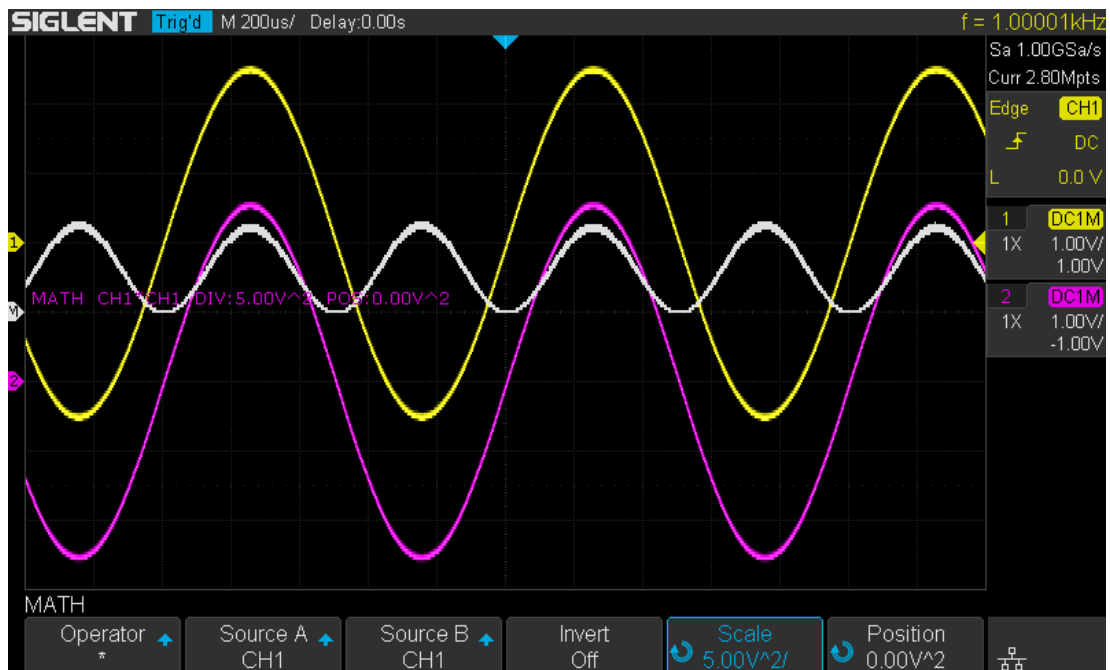 SIGLENT Trig'd M 200us/ Delay:0.00s f = 1.00001kHz
Sa 1.00GSa/s
Curr 2.80Mpts
Edge CH1
DC
L 0.0 V
1 DC1M
1X 1.00V/
1.00V
2 DC1M
1X 1.00V/
-1.00V
1
MATH CH1*CH1 DIV:5.00V^2 POS:0.00V^2
M
2
MATH
Operator Source A Source B Invert Scale Position
* CH1 CH1 Off 5.00V^2/ 0.00V^2